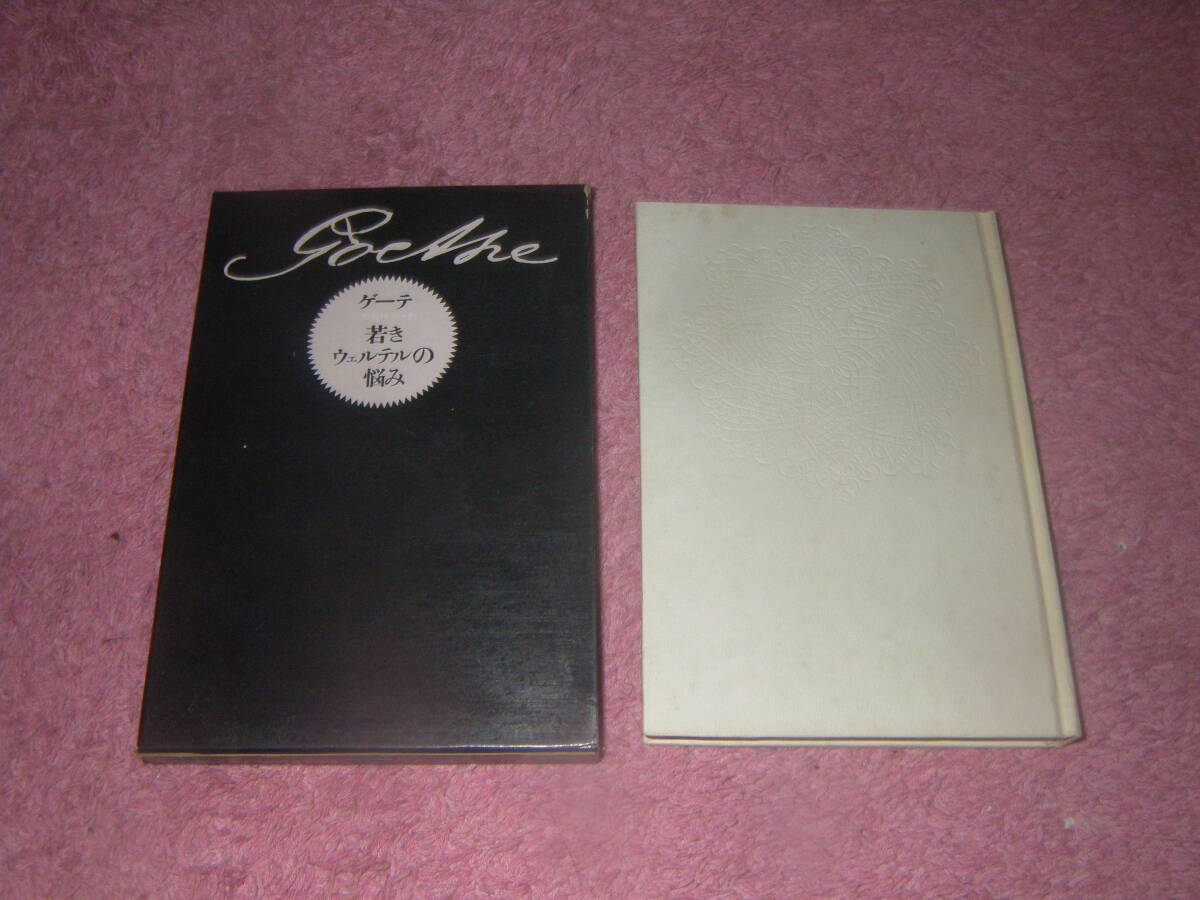 Goethe
ゲーテ
若き
ウェルテルの
悩み